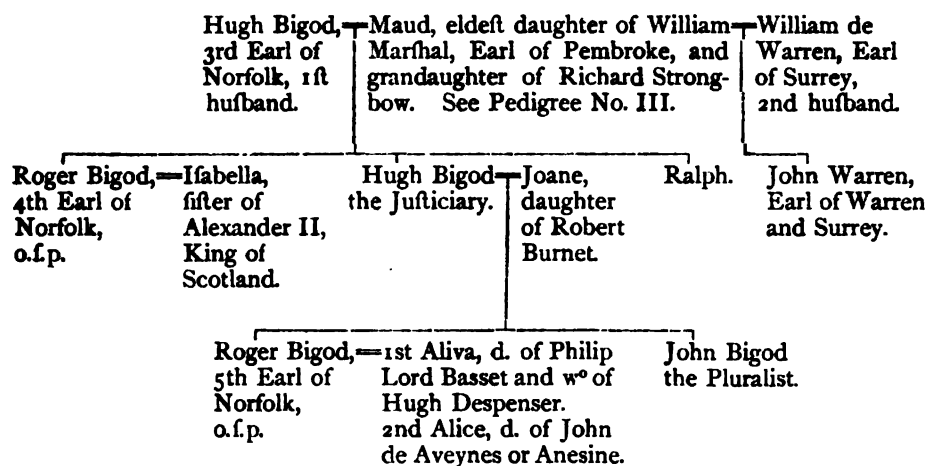 Hugh Bigod,
3rd Earl of
Norfolk, 1ſt
huſband.
Maud, eldeſt daughter of William
Marſhal, Earl of Pembroke, and
grandaughter of Richard Strong-
bow. See Pedigree No. III.
William de
Warren, Earl
of Surrey,
2nd huſband.
Roger Bigod,
4th Earl of
Norfolk,
o.ſ.p.
Iſabella,
ſiſter of
Alexander II,
King of
Scotland.
Hugh Bigod
the Juſticiary.
Joane,
daughter
of Robert
Burnet.
Ralph.
John Warren,
Earl of Warren
and Surrey.
Roger Bigod,
5th Earl of
Norfolk,
o.ſ.p.
1st Aliva, d. of Philip
Lord Basset and wº of
Hugh Despenser.
2nd Alice, d. of John
de Aveynes or Anesine.
John Bigod
the Pluralist.